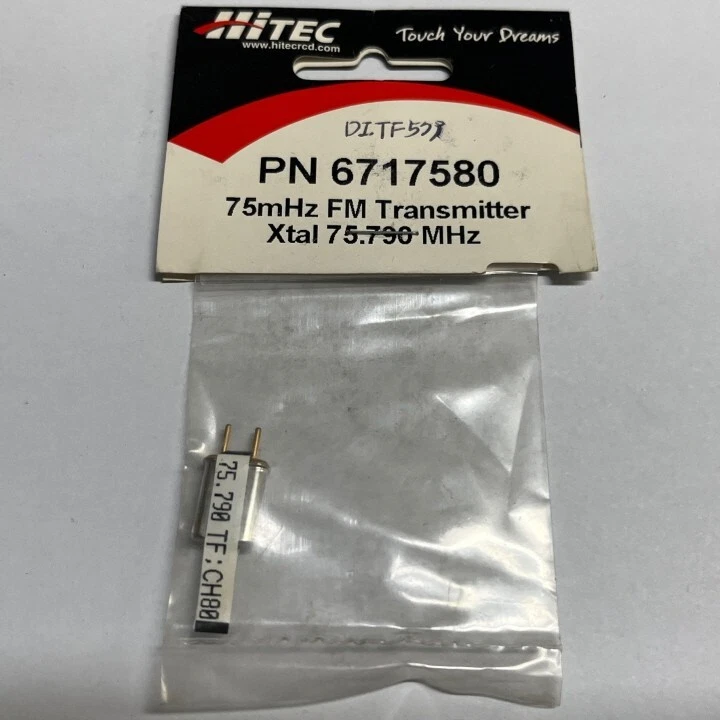 HiTEC
www.hitecrcd.com
Touch Your Dreams
PN 6717580
75mHz FM Transmitter
Xtal 75.790 MHz
75.790 TF:CH80